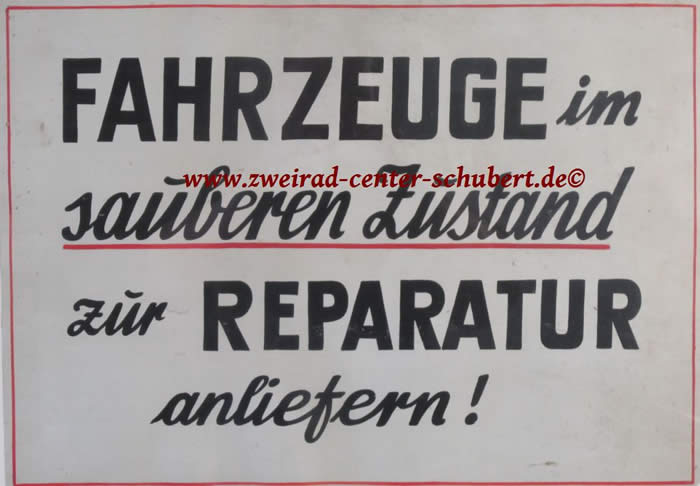 FAHRZEUGE im
www.zweirad-center-schubert.de©
sauberen Zustand
zur REPARATUR
anliefern!